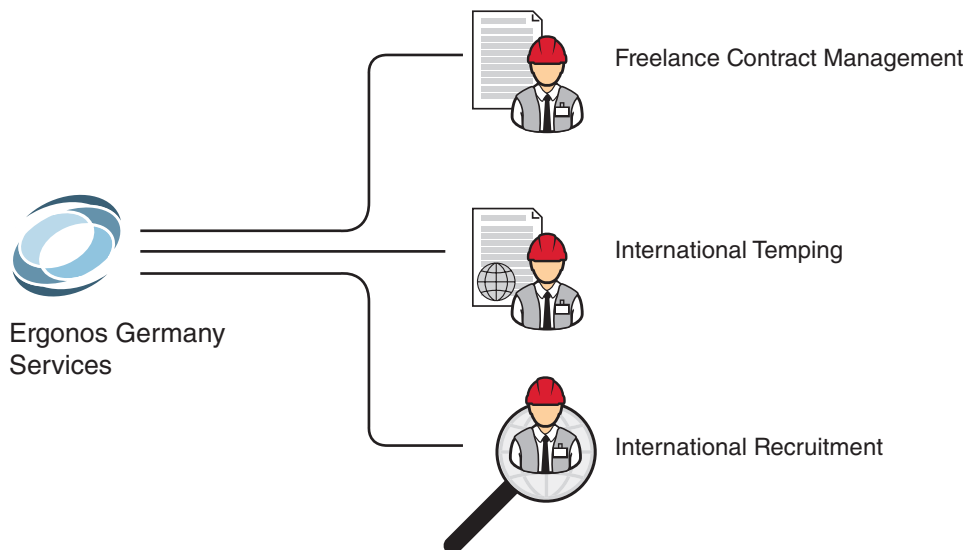 Freelance Contract Management
International Temping
Ergonos Germany
Services
International Recruitment